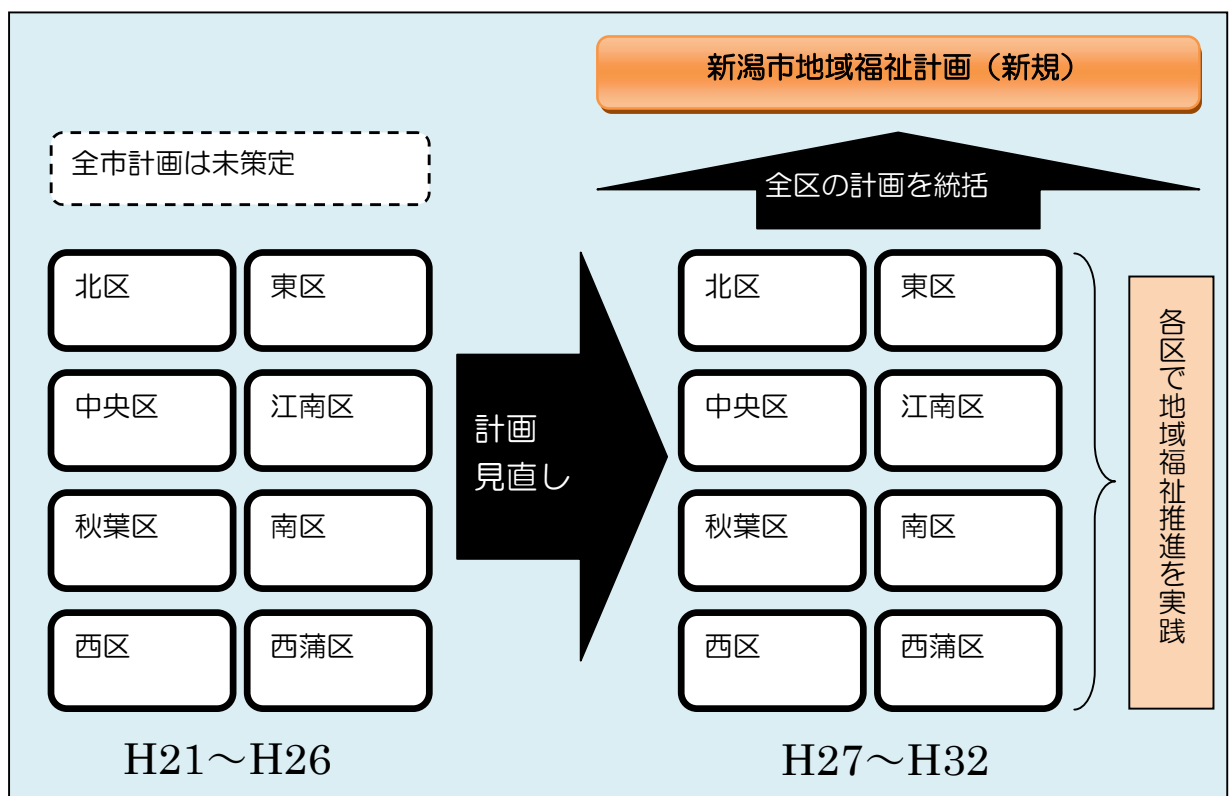 新潟市地域福祉計画（新規）
全市計画は未策定
全区の計画を統括
北区
東区
中央区
江南区
秋葉区
南区
西区
西蒲区
H21～H26
計画
見直し
北区
東区
中央区
江南区
秋葉区
南区
西区
西蒲区
各区で地域福祉推進を実践
H27～H32